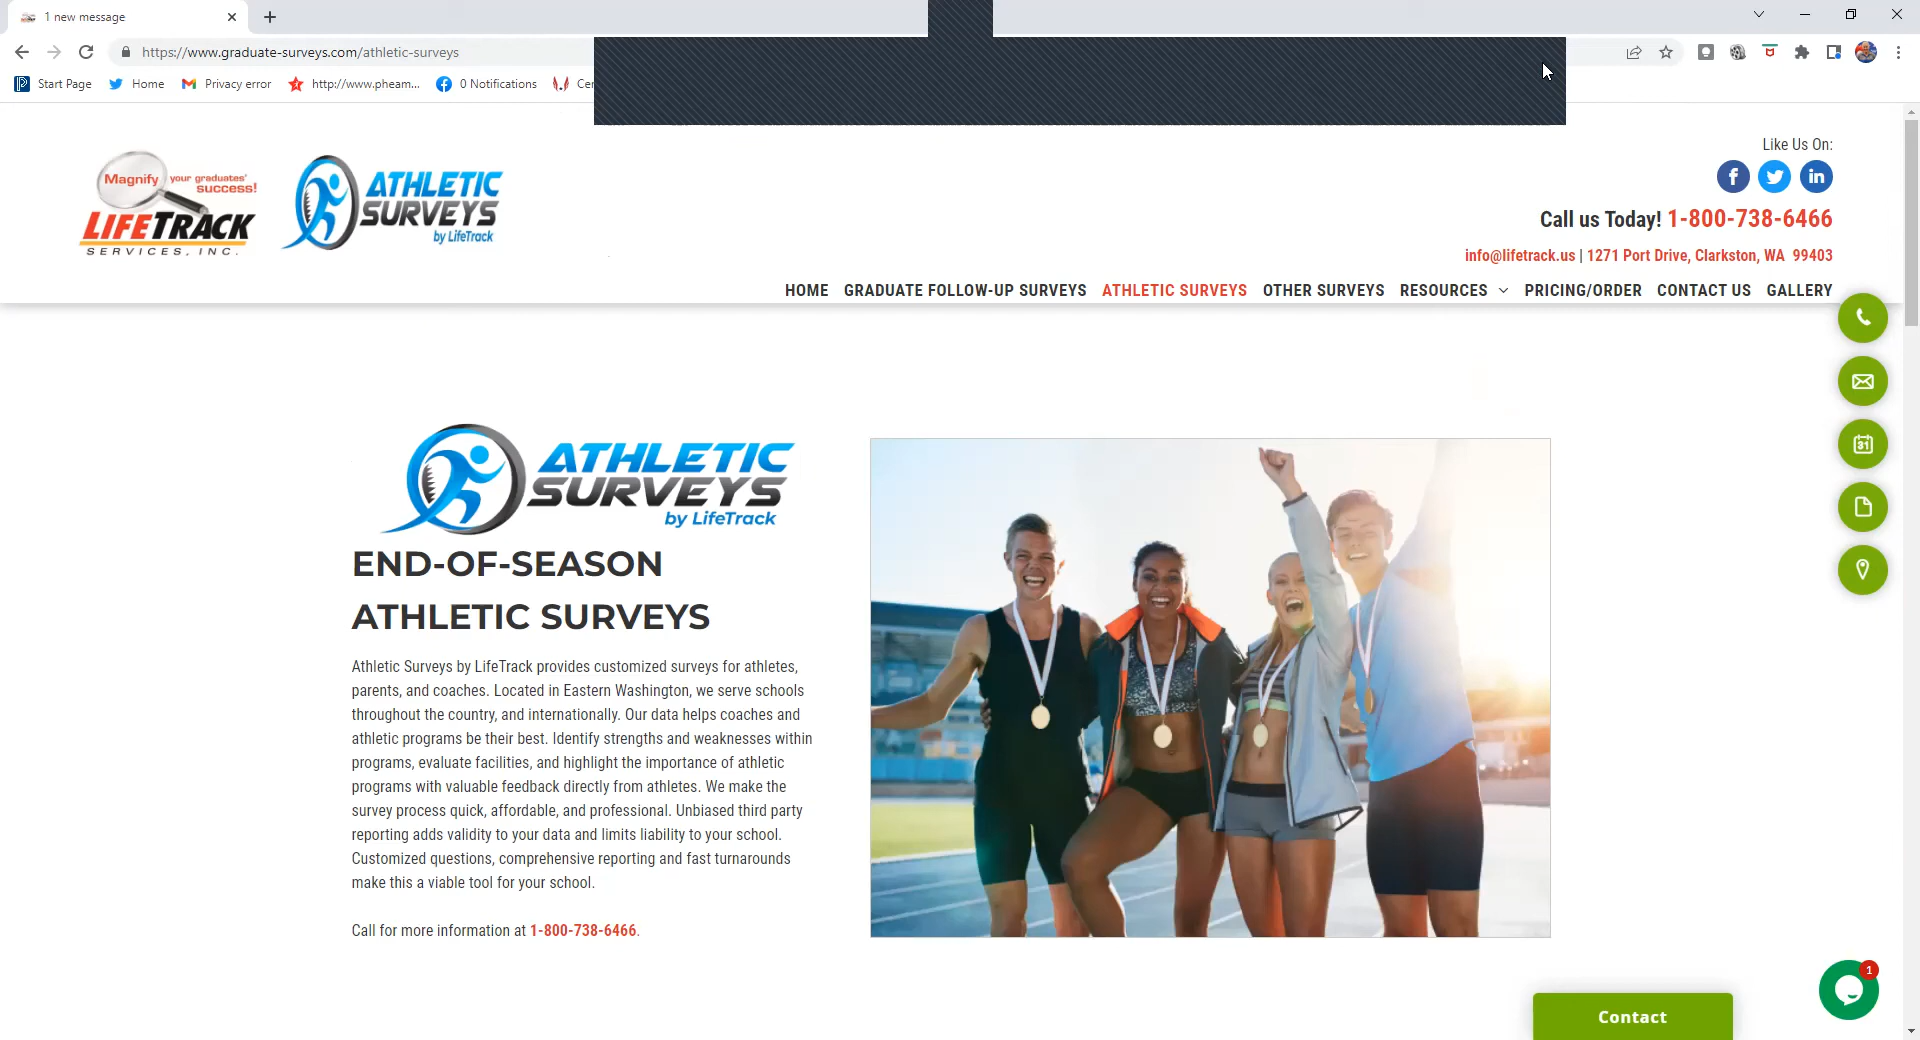 1 new message
https://www.graduate-surveys.com/athletic-surveys
Start Page
Home
Privacy error
http://www.pheam...
0 Notifications
Cer
Magnify your graduates' success!
LIFETRACK
SERVICES, INC.
ATHLETIC
SURVEYS
by LifeTrack
Like Us On:
Call us Today! 1-800-738-6466
info@lifetrack.us | 1271 Port Drive, Clarkston, WA 99403
HOME GRADUATE FOLLOW-UP SURVEYS ATHLETIC SURVEYS OTHER SURVEYS RESOURCES PRICING/ORDER CONTACT US GALLERY
31
ATHLETIC
SURVEYS
by LifeTrack
END-OF-SEASON
ATHLETIC SURVEYS
Athletic Surveys by LifeTrack provides customized surveys for athletes,
parents, and coaches. Located in Eastern Washington, we serve schools
throughout the country, and internationally. Our data helps coaches and
athletic programs be their best. Identify strengths and weaknesses within
programs, evaluate facilities, and highlight the importance of athletic
programs with valuable feedback directly from athletes. We make the
survey process quick, affordable, and professional. Unbiased third party
reporting adds validity to your data and limits liability to your school.
Customized questions, comprehensive reporting and fast turnarounds
make this a viable tool for your school.
Call for more information at 1-800-738-6466.
1
Contact